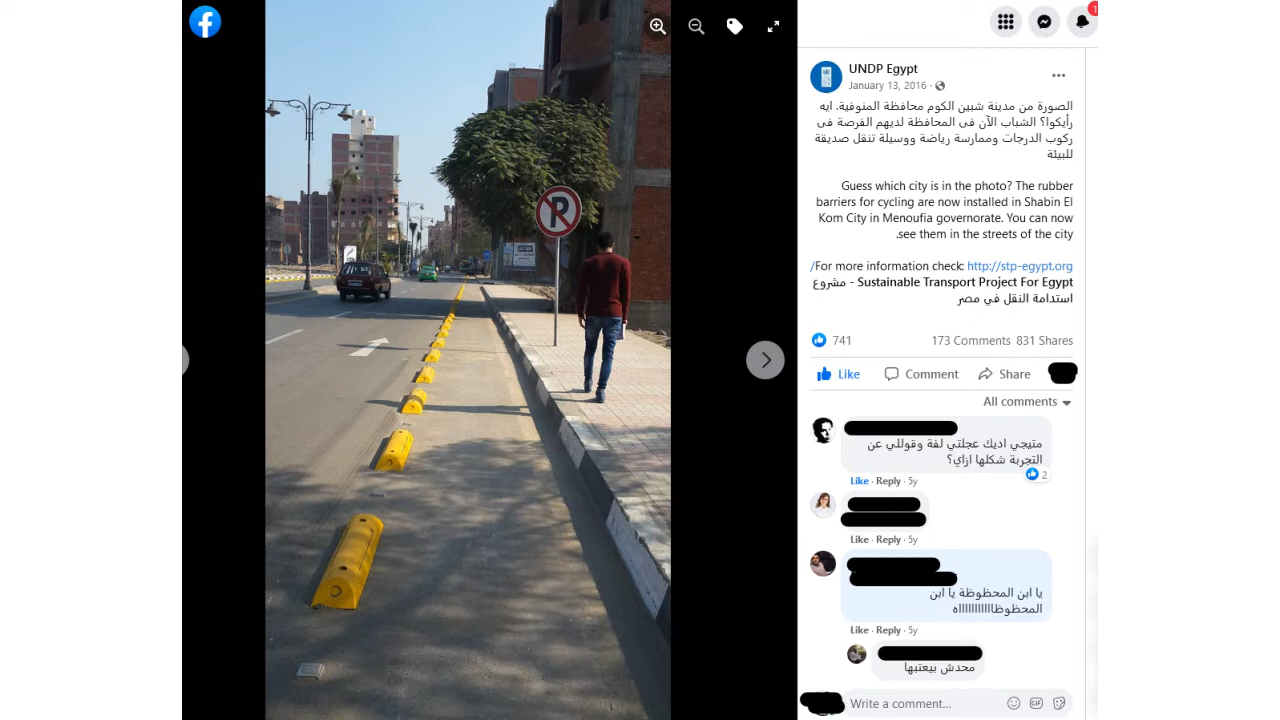 UNDP Egypt
January 13, 2016 ·
الصورة من مدينة شبين الكوم محافظة المنوفية. ايه
رأيكوا؟ الشباب الآن فى المحافظة لديهم الفرصة فى
ركوب الدرجات وممارسة رياضة ووسيلة تنقل صديقة
للبيئة
Guess which city is in the photo? The rubber
barriers for cycling are now installed in Shabin El
Kom City in Menoufia governorate. You can now
.see them in the streets of the city
/For more information check: http://stp-egypt.org
Sustainable Transport Project For Egypt - مشروع
استدامة النقل في مصر
741 173 Comments 831 Shares
Like Comment Share
All comments
متيجي اديك عجلتي لفة وقوللي عن
التجربة شكلها ازاي؟
2
Like · Reply · 5y
Like · Reply · 5y
يا ابن المحظوظة يا ابن
المحظوظاااااااااااه
Like · Reply · 5y
محدش بيعتبها
Write a comment...
GIF
P
1